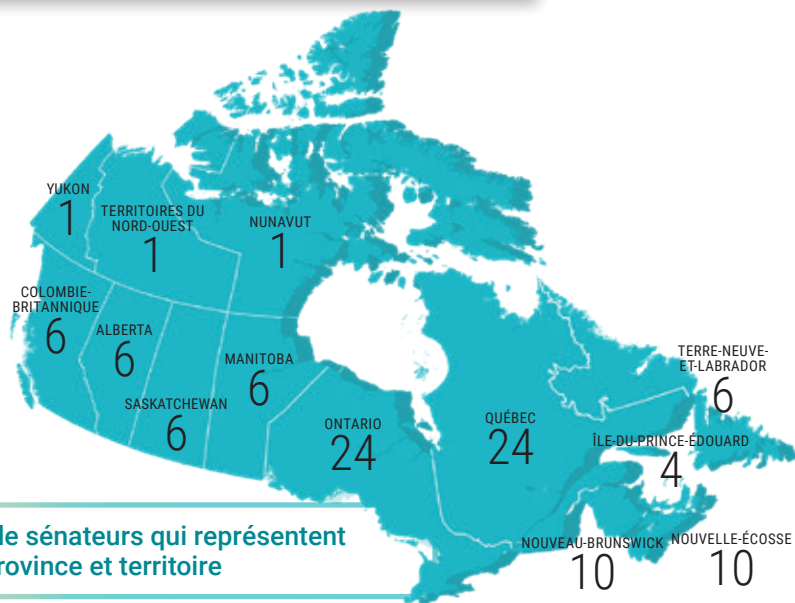 YUKON
1
TERRITOIRES DU
NORD-OUEST
1
NUNAVUT
1
COLOMBIE-
BRITANNIQUE
6
ALBERTA
6
SASKATCHEWAN
6
MANITOBA
6
ONTARIO
24
QUÉBEC
24
TERRE-NEUVE-
ET-LABRADOR
6
ÎLE-DU-PRINCE-ÉDOUARD
4
NOUVEAU-BRUNSWICK
10
NOUVELLE-ÉCOSSE
10
de sénateurs qui représentent
province et territoire